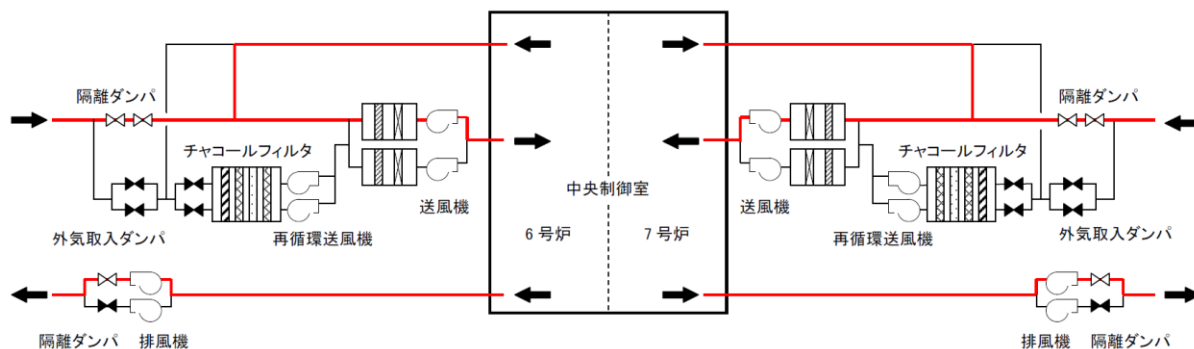 隔離ダンパ
隔離ダンパ
チャコールフィルタ
チャコールフィルタ
中央制御室
送風機
送風機
6号炉
7号炉
外気取入ダンパ
再循環送風機
再循環送風機
外気取入ダンパ
隔離ダンパ
排風機
排風機
隔離ダンパ